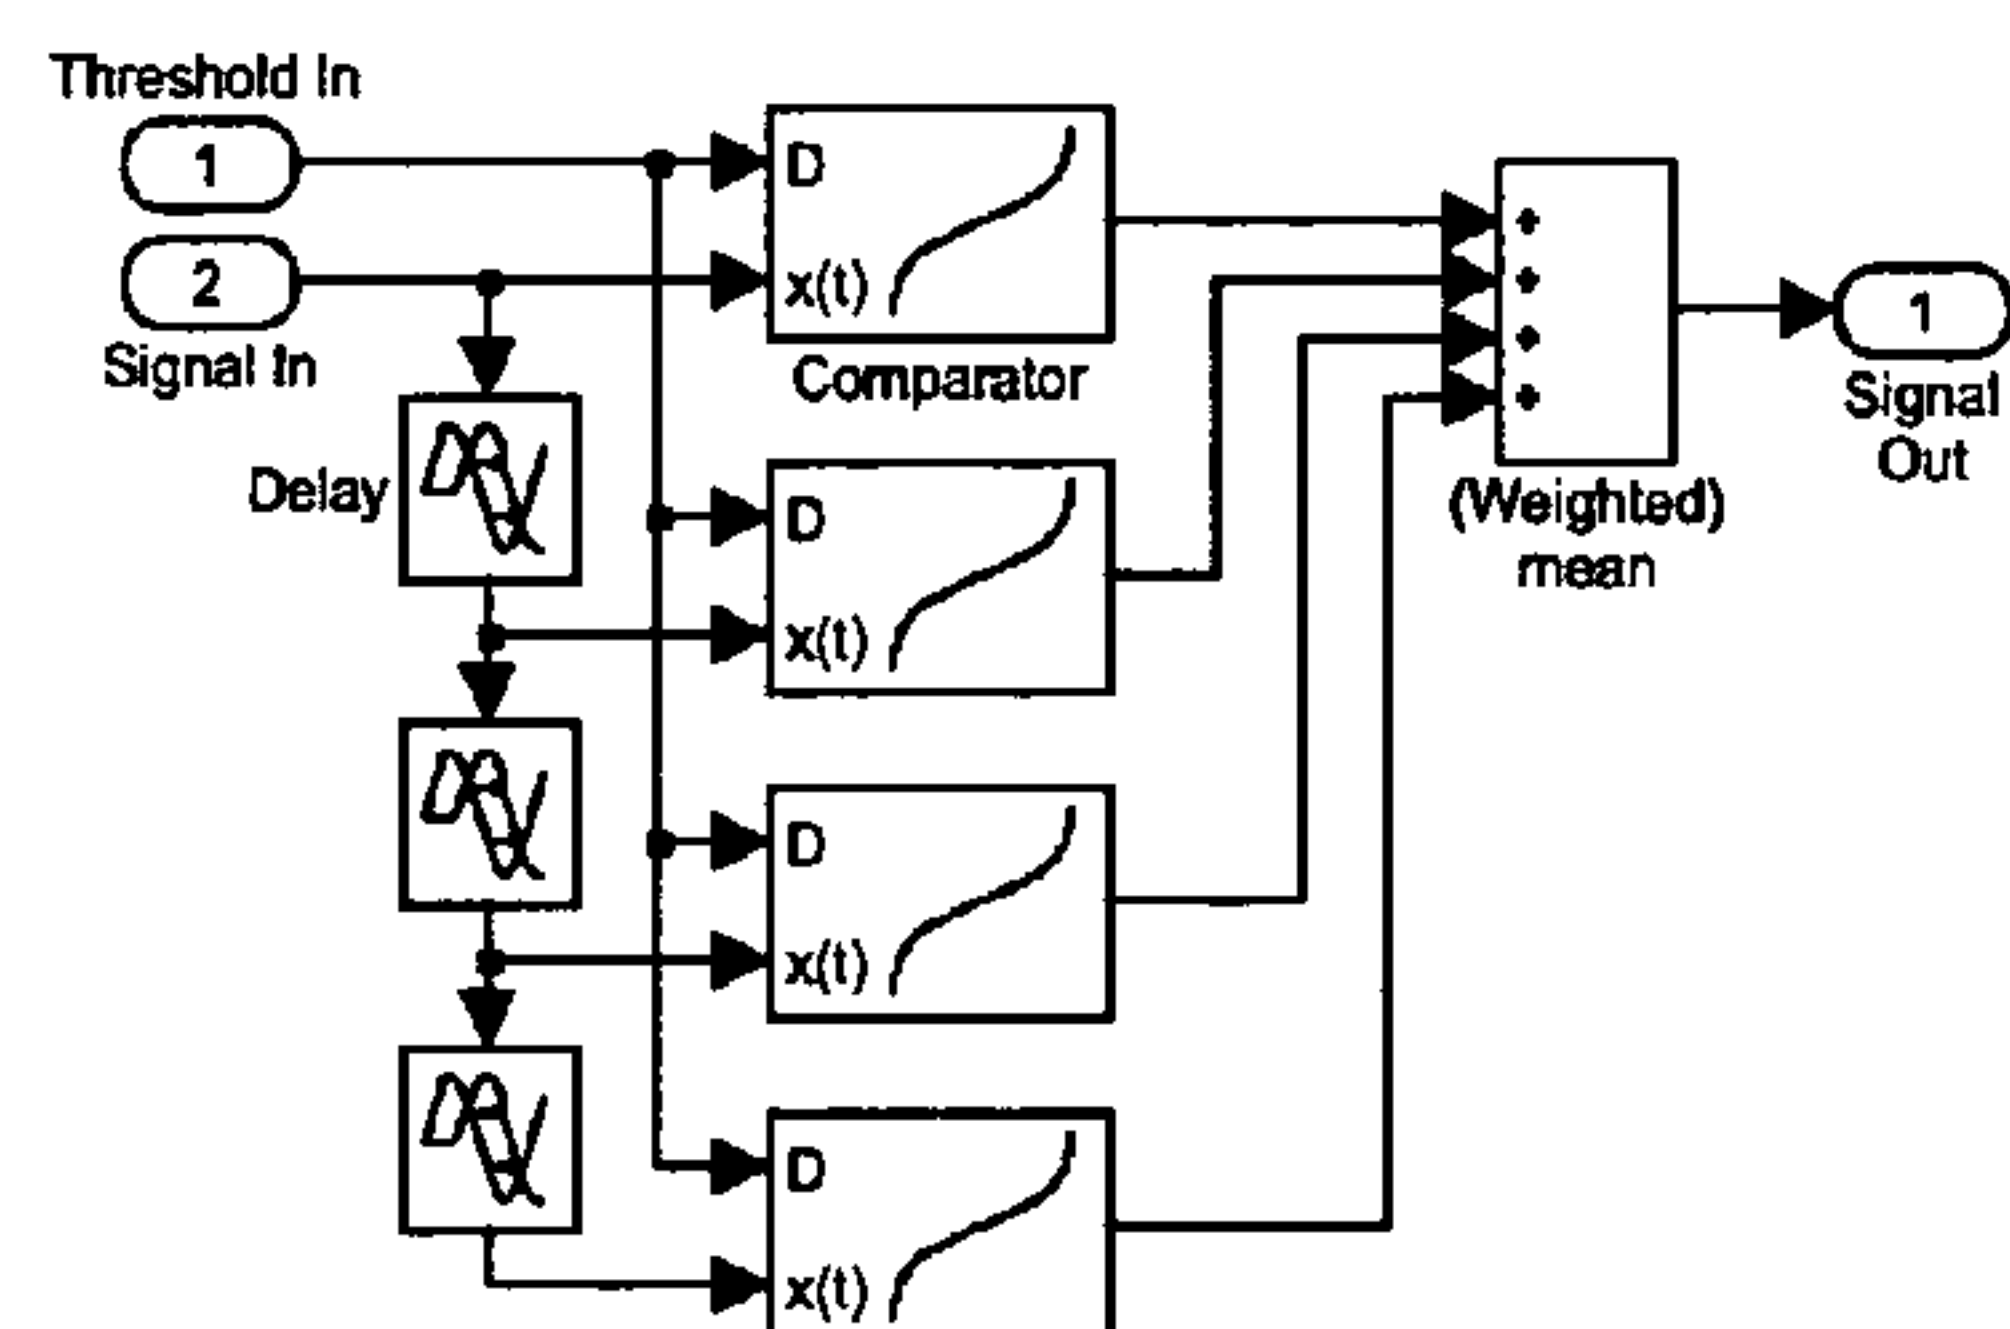 Threshold In
1
2
Signal In
Delay
D
x(t)
Comparator
D
x(t)
D
x(t)
D
x(t)
+
+
+
+
(Weighted)
mean
1
Signal
Out